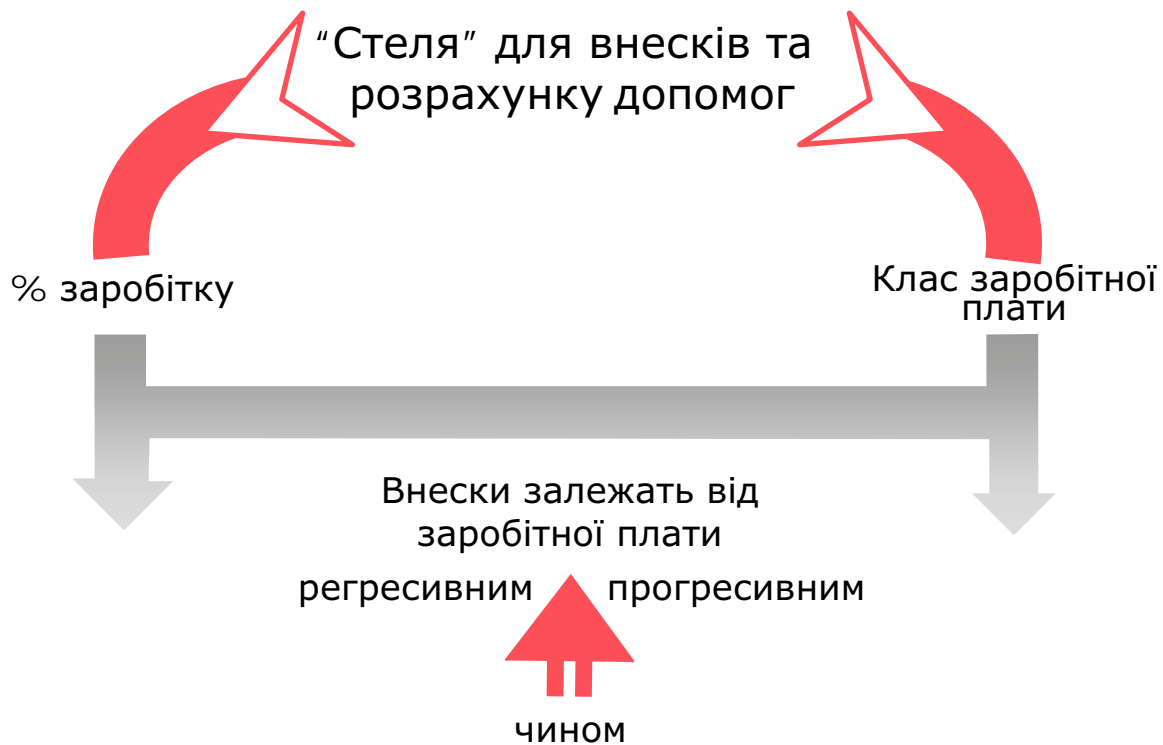 “Стеля” для внесків та
розрахунку допомог
% заробітку
Клас заробітної
плати
Внески залежать від
заробітної плати
регресивним прогресивним
чином